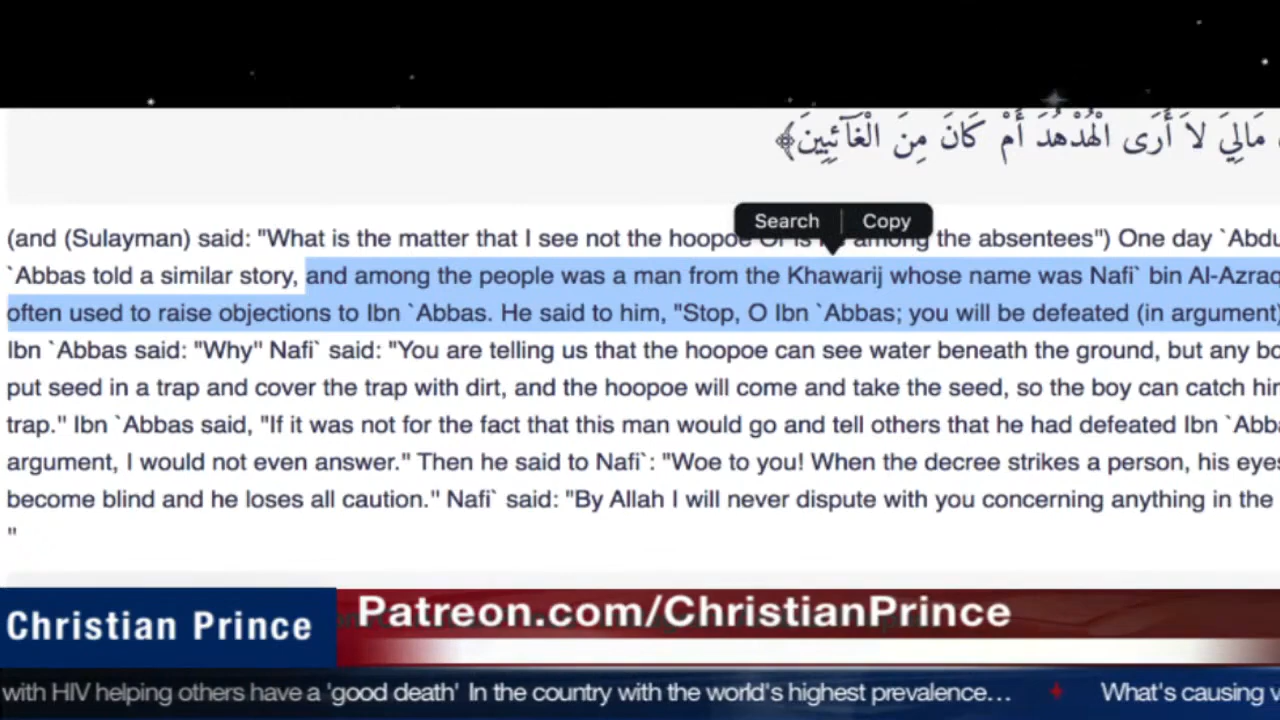 مَالِيَ لاَ أَرَى الْهُدْهُدَ أَمْ كَانَ مِنَ الْغَآئِبِينَ﴾
Search Copy
(and (Sulayman) said: "What is the matter that I see not the hoopoe Or is he among the absentees") One day `Abdu
`Abbas told a similar story, and among the people was a man from the Khawarij whose name was Nafi` bin Al-Azraq
often used to raise objections to Ibn `Abbas. He said to him, "Stop, O Ibn `Abbas; you will be defeated (in argument)
Ibn `Abbas said: "Why" Nafi` said: "You are telling us that the hoopoe can see water beneath the ground, but any bo
put seed in a trap and cover the trap with dirt, and the hoopoe will come and take the seed, so the boy can catch him
trap." Ibn `Abbas said, "If it was not for the fact that this man would go and tell others that he had defeated Ibn `Abba
argument, I would not even answer." Then he said to Nafi`: "Woe to you! When the decree strikes a person, his eyes
become blind and he loses all caution." Nafi` said: "By Allah I will never dispute with you concerning anything in the
"
Christian Prince
Patreon.com/ChristianPrince
with HIV helping others have a 'good death' In the country with the world's highest prevalence... What's causing v